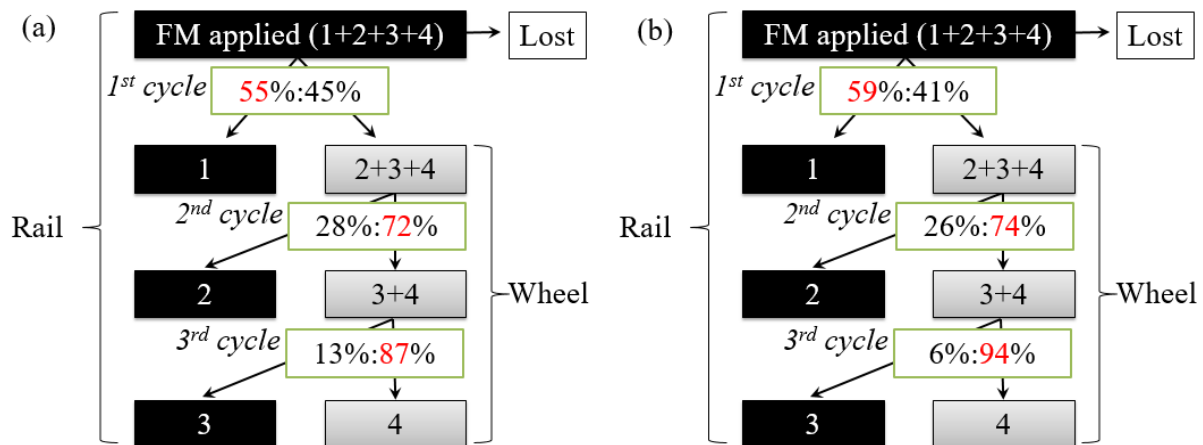 (a)
FM applied (1+2+3+4)
Lost
1st cycle
55%:45%
1
2+3+4
Rail
2nd cycle
28%:72%
2
3+4
Wheel
3rd cycle
13%:87%
3
4
(b)
FM applied (1+2+3+4)
Lost
1st cycle
59%:41%
1
2+3+4
Rail
2nd cycle
26%:74%
2
3+4
Wheel
3rd cycle
6%:94%
3
4